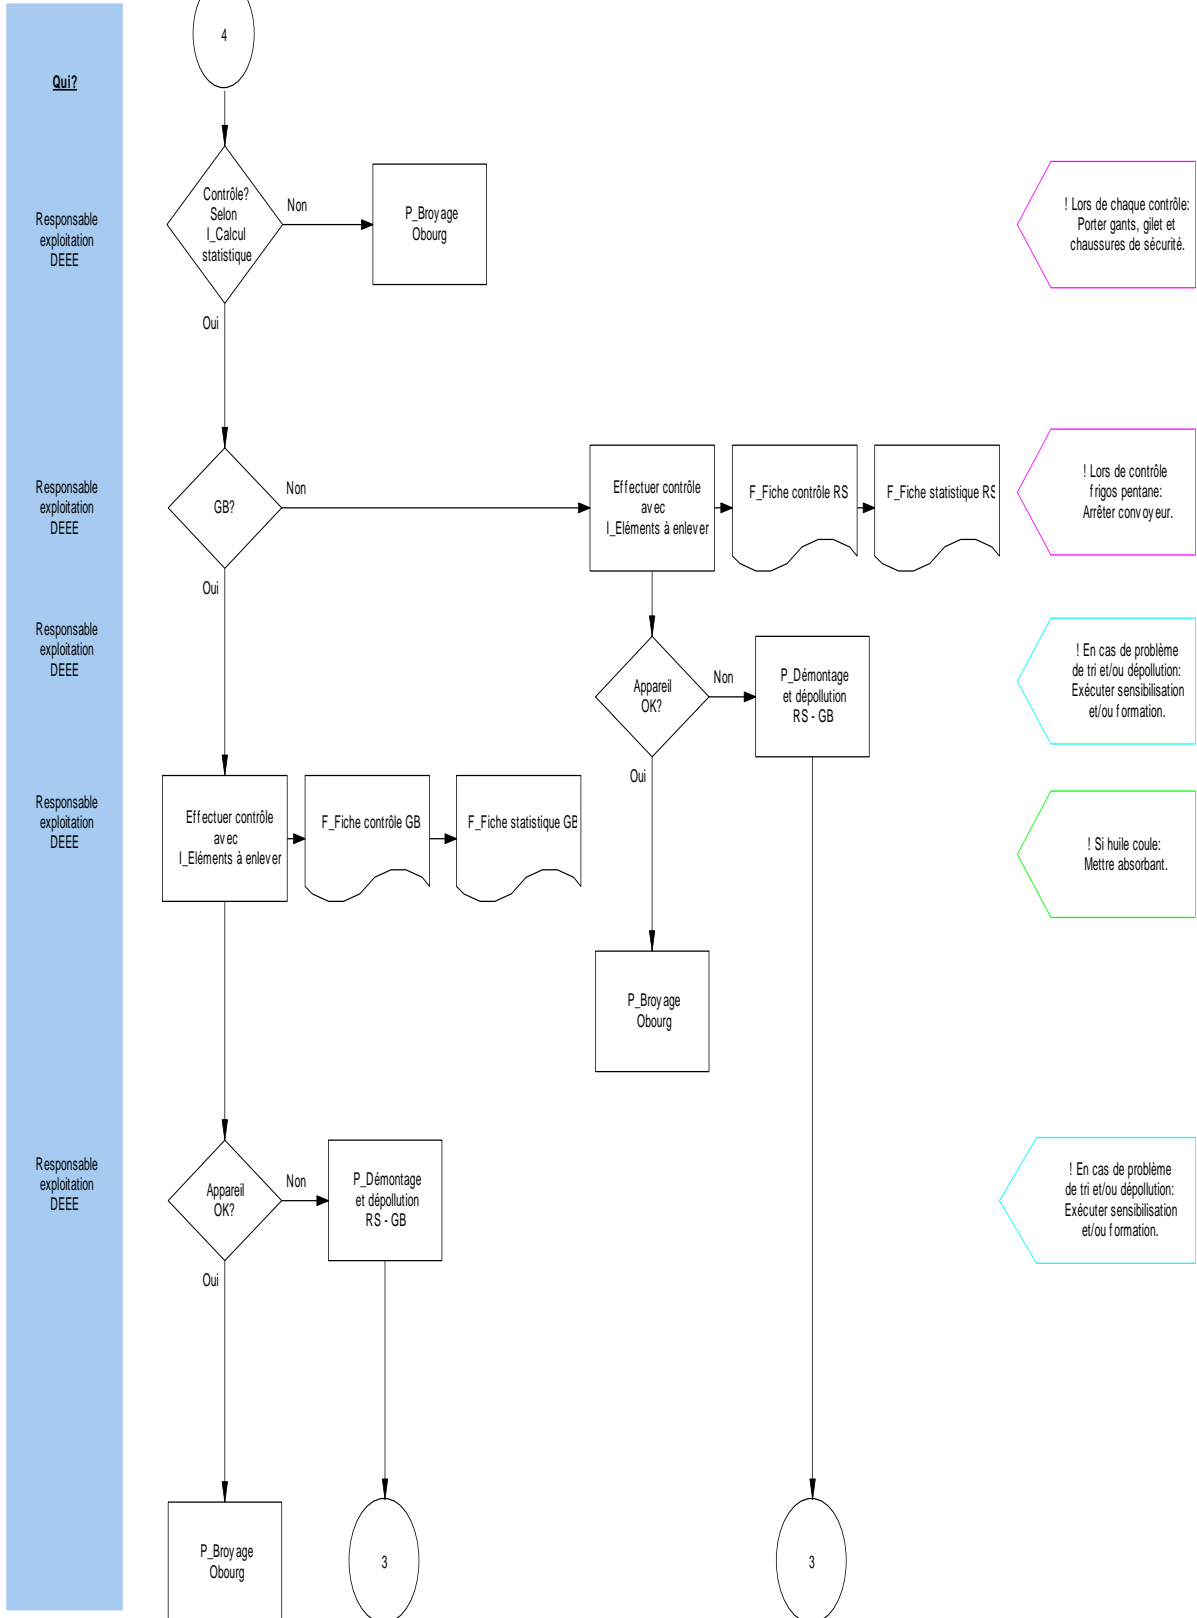 4
Qui?
Contrôle?
Selon
I_Calcul
statistique
Non
P_Broyage
Obourg
Responsable
exploitation
DEEE
! Lors de chaque contrôle:
Porter gants, gilet et
chaussures de sécurité.
Oui
Responsable
exploitation
DEEE
GB?
Non
Effectuer contrôle
avec
I_Eléments à enlever
F_Fiche contrôle RS
F_Fiche statistique RS
! Lors de contrôle
frigos pentane:
Arrêter convoyeur.
Oui
Responsable
exploitation
DEEE
Appareil
OK?
Non
P_Démontage
et dépollution
RS - GB
! En cas de problème
de tri et/ou dépollution:
Exécuter sensibilisation
et/ou formation.
Oui
Responsable
exploitation
DEEE
Effectuer contrôle
avec
I_Eléments à enlever
F_Fiche contrôle GB
F_Fiche statistique GB
! Si huile coule:
Mettre absorbant.
P_Broyage
Obourg
Responsable
exploitation
DEEE
Appareil
OK?
Non
P_Démontage
et dépollution
RS - GB
! En cas de problème
de tri et/ou dépollution:
Exécuter sensibilisation
et/ou formation.
Oui
P_Broyage
Obourg
3
3